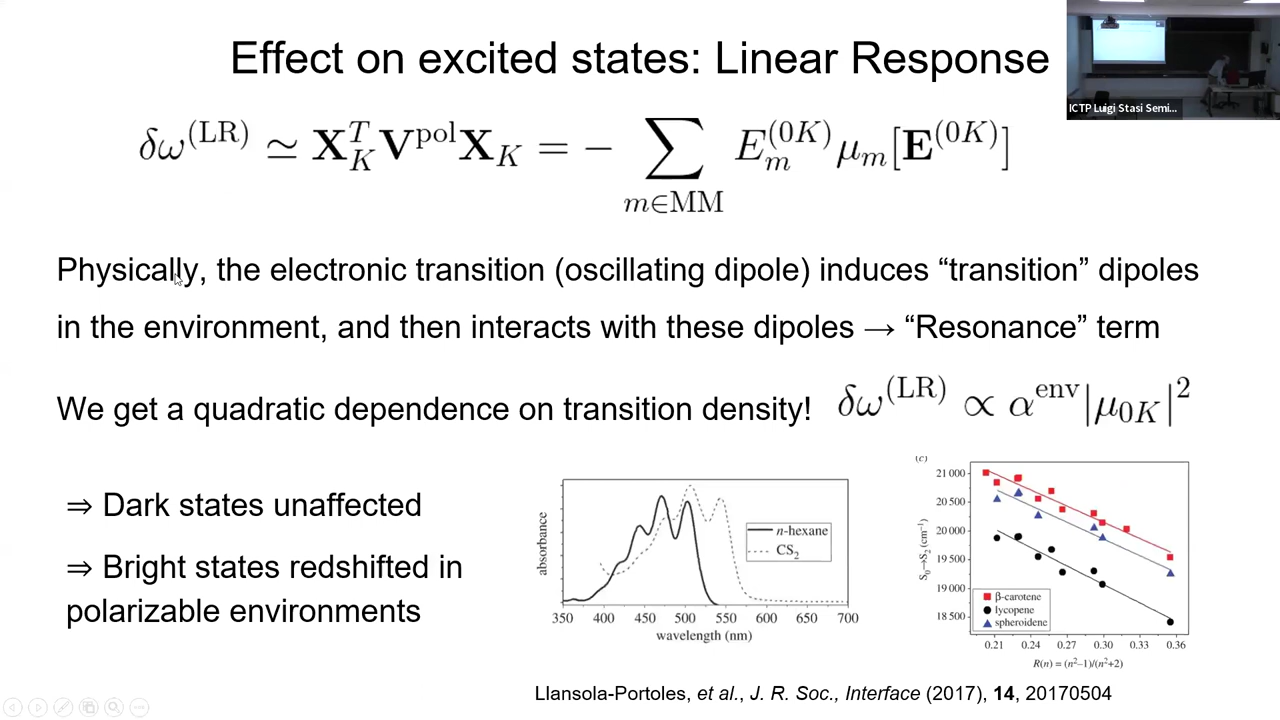 Effect on excited states: Linear Response
ICTP Luigi Stasi Semi...
δω^(LR) ≃ X_K^T V^pol X_K = − ∑_{m∈MM} E_m^(0K) μ_m[E^(0K)]
Physically, the electronic transition (oscillating dipole) induces “transition” dipoles
in the environment, and then interacts with these dipoles → “Resonance” term
We get a quadratic dependence on transition density! δω^(LR) ∝ α^env |μ_0K|^2
⇒ Dark states unaffected
⇒ Bright states redshifted in
polarizable environments
absorbance
n-hexane
CS₂
350 400 450 500 550 600 650 700
wavelength (nm)
(c)
S₀→S₂ (cm⁻¹)
21 000
20 500
20 000
19 500
19 000
18 500
β-carotene
lycopene
spheroidene
0.21 0.24 0.27 0.30 0.33 0.36
R(n) = (n²–1)/(n²+2)
Llansola-Portoles, et al., J. R. Soc., Interface (2017), 14, 20170504